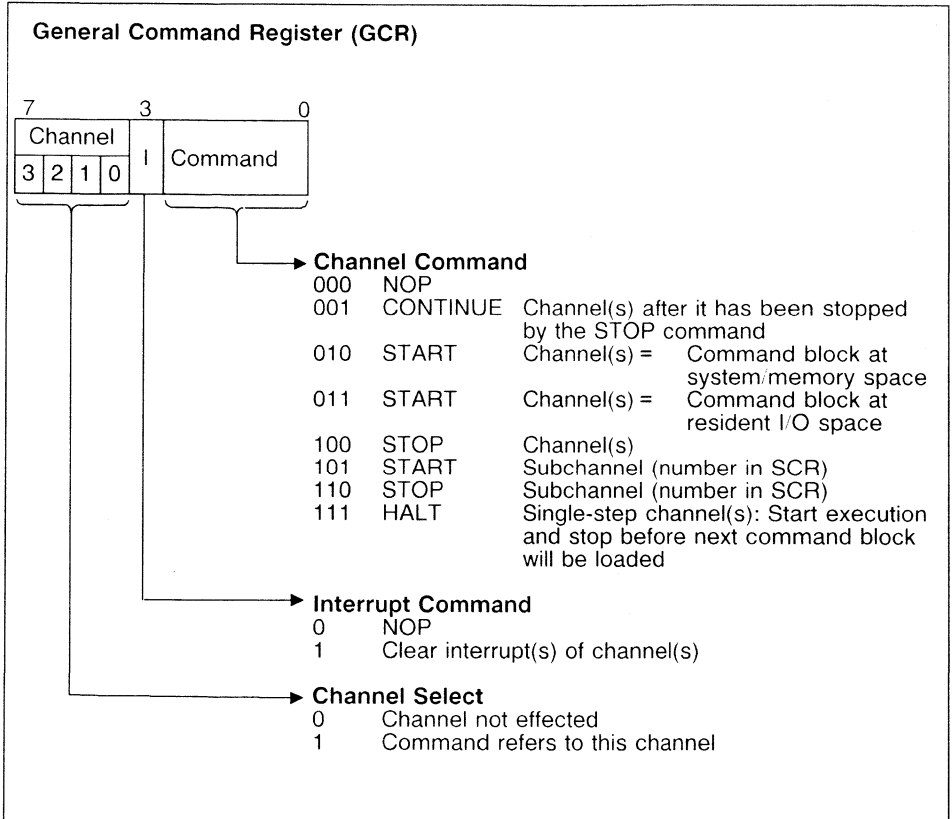 General Command Register (GCR)
7 3 0
Channel
3 2 1 0 I Command
Channel Command
000 NOP
001 CONTINUE Channel(s) after it has been stopped
by the STOP command
010 START Channel(s) = Command block at
system/memory space
011 START Channel(s) = Command block at
resident I/O space
100 STOP Channel(s)
101 START Subchannel (number in SCR)
110 STOP Subchannel (number in SCR)
111 HALT Single-step channel(s): Start execution
and stop before next command block
will be loaded
Interrupt Command
0 NOP
1 Clear interrupt(s) of channel(s)
Channel Select
0 Channel not effected
1 Command refers to this channel